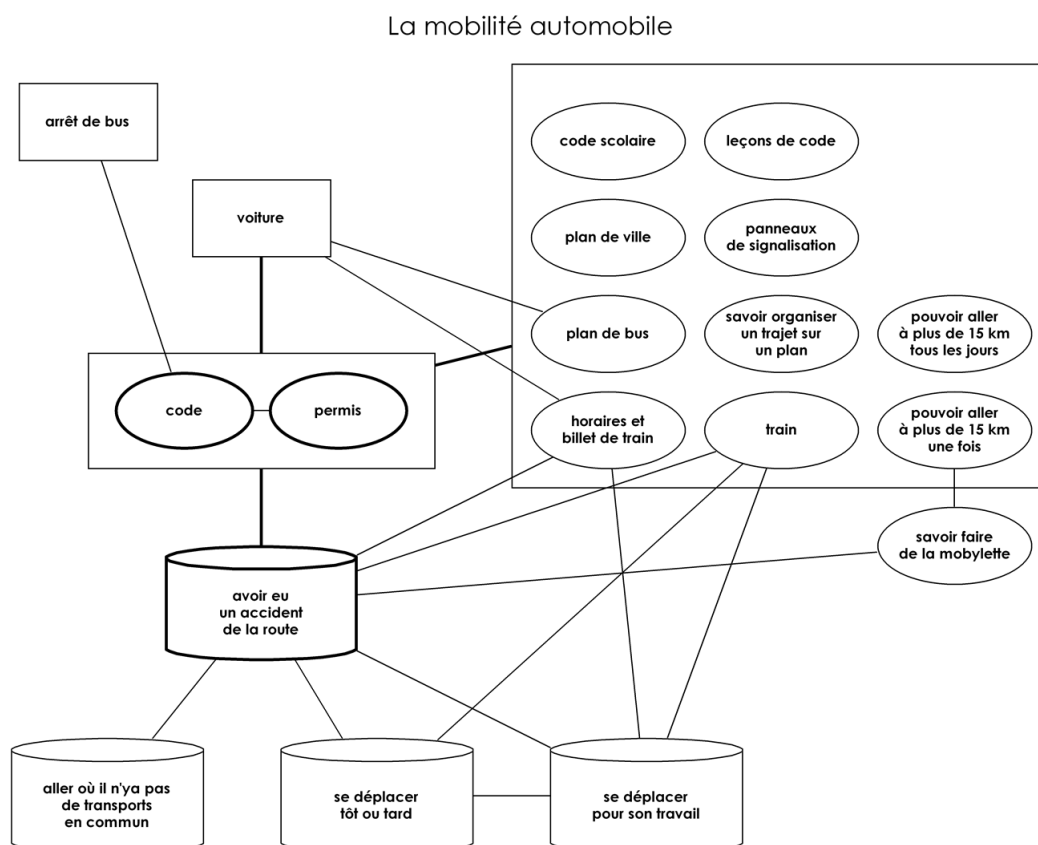 La mobilité automobile
arrêt de bus
code scolaire
leçons de code
voiture
plan de ville
panneaux
de signalisation
plan de bus
savoir organiser
un trajet sur
un plan
pouvoir aller
à plus de 15 km
tous les jours
code
permis
horaires et
billet de train
train
pouvoir aller
à plus de 15 km
une fois
savoir faire
de la mobylette
avoir eu
un accident
de la route
aller où il n'ya pas
de transports
en commun
se déplacer
tôt ou tard
se déplacer
pour son travail